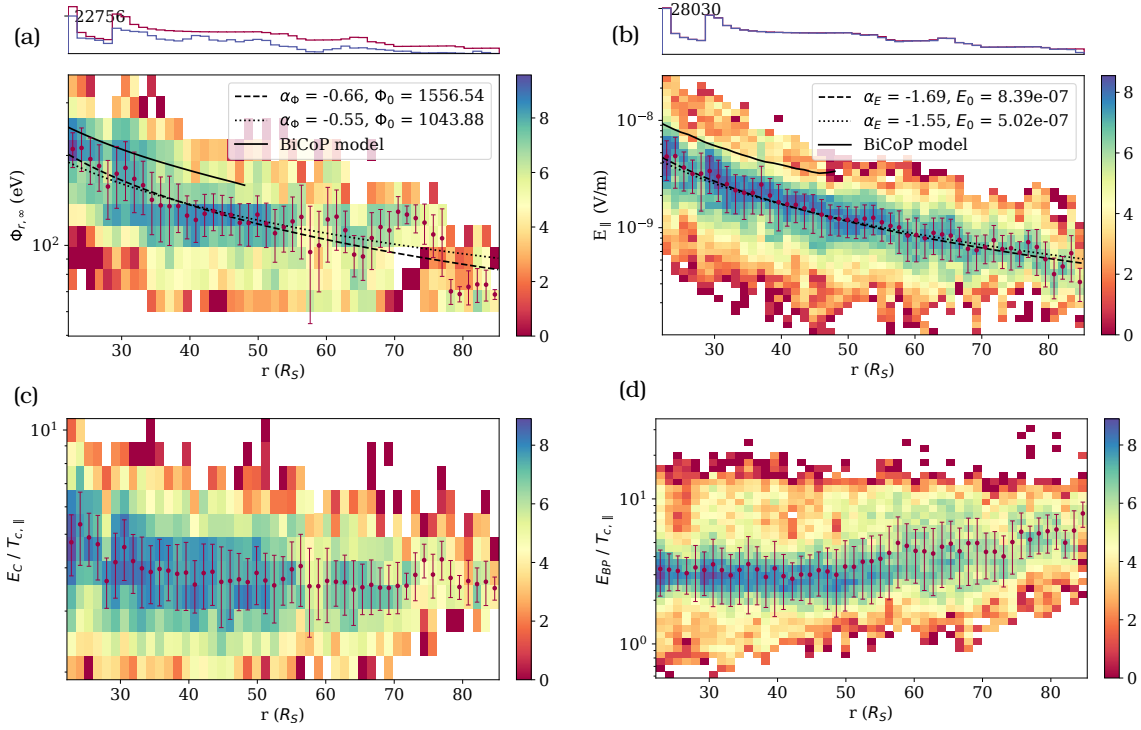 (a)
22756
α_Φ = -0.66, Φ_0 = 1556.54
α_Φ = -0.55, Φ_0 = 1043.88
BiCoP model
Φ_{r,∞} (eV)
10^2
30 40 50 60 70 80
r (R_S)
0 2 4 6 8
(b)
28030
α_E = -1.69, E_0 = 8.39e-07
α_E = -1.55, E_0 = 5.02e-07
BiCoP model
E_∥ (V/m)
10^-8
10^-9
30 40 50 60 70 80
r (R_S)
0 2 4 6 8
(c)
E_C / T_{c,∥}
10^1
30 40 50 60 70 80
r (R_S)
0 2 4 6 8
(d)
E_{BP} / T_{c,∥}
10^1
10^0
30 40 50 60 70 80
r (R_S)
0 2 4 6 8